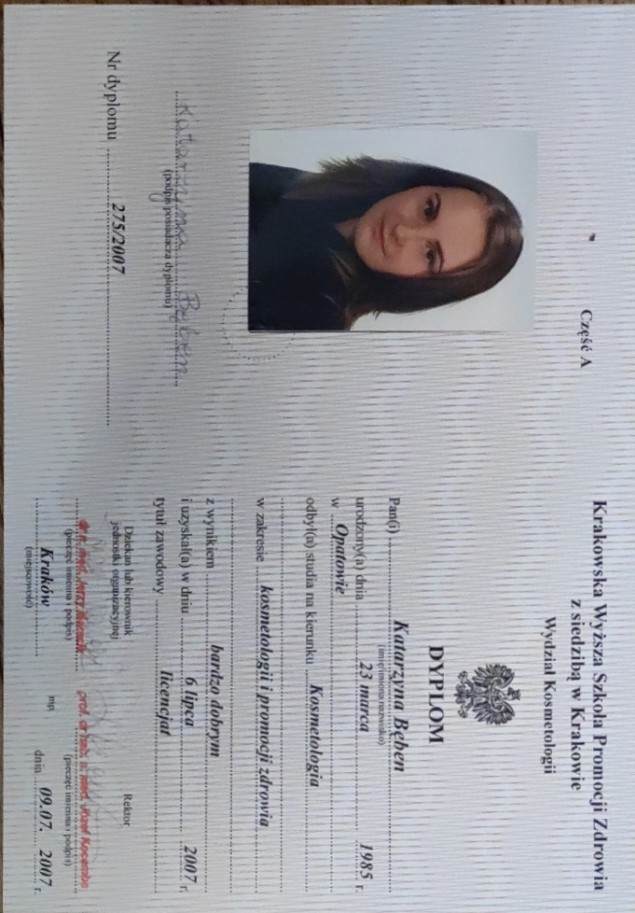 Część A
Katarzyna Bęben
(podpis posiadacza dyplomu)
Nr dyplomu 275/2007
Krakowska Wyższa Szkoła Promocji Zdrowia
z siedzibą w Krakowie
Wydział Kosmetologii
DYPLOM
Pan(i) Katarzyna Bęben
(imię/imiona nazwisko)
urodzony(a) dnia 23 marca 1985 r.
w Opatowie
odbył(a) studia na kierunku Kosmetologia
w zakresie kosmetologii i promocji zdrowia
z wynikiem bardzo dobrym
i uzyskał(a) w dniu 6 lipca 2007 r.
tytuł zawodowy licencjat
Dziekan lub kierownik Rektor
jednostki organizacyjnej
dr n. med. Jerzy prof. dr hab. n. med. Józef Kocemba
(pieczęć imienna i podpis) (pieczęć imienna i podpis)
Kraków mp. dnia 09.07. 2007 r.
(miejscowość)